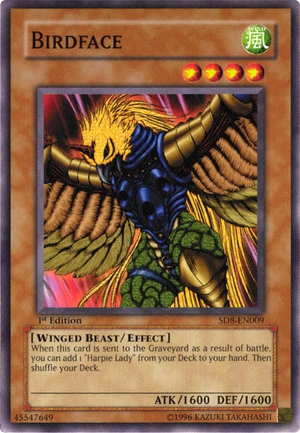 BIRDFACE
WIND
風
1st Edition
SD8-EN009
[WINGED BEAST/EFFECT]
When this card is sent to the Graveyard as a result of battle,
you can add 1 "Harpie Lady" from your Deck to your hand. Then
shuffle your Deck.
ATK/1600 DEF/1600
45547649
©1996 KAZUKI TAKAHASHI